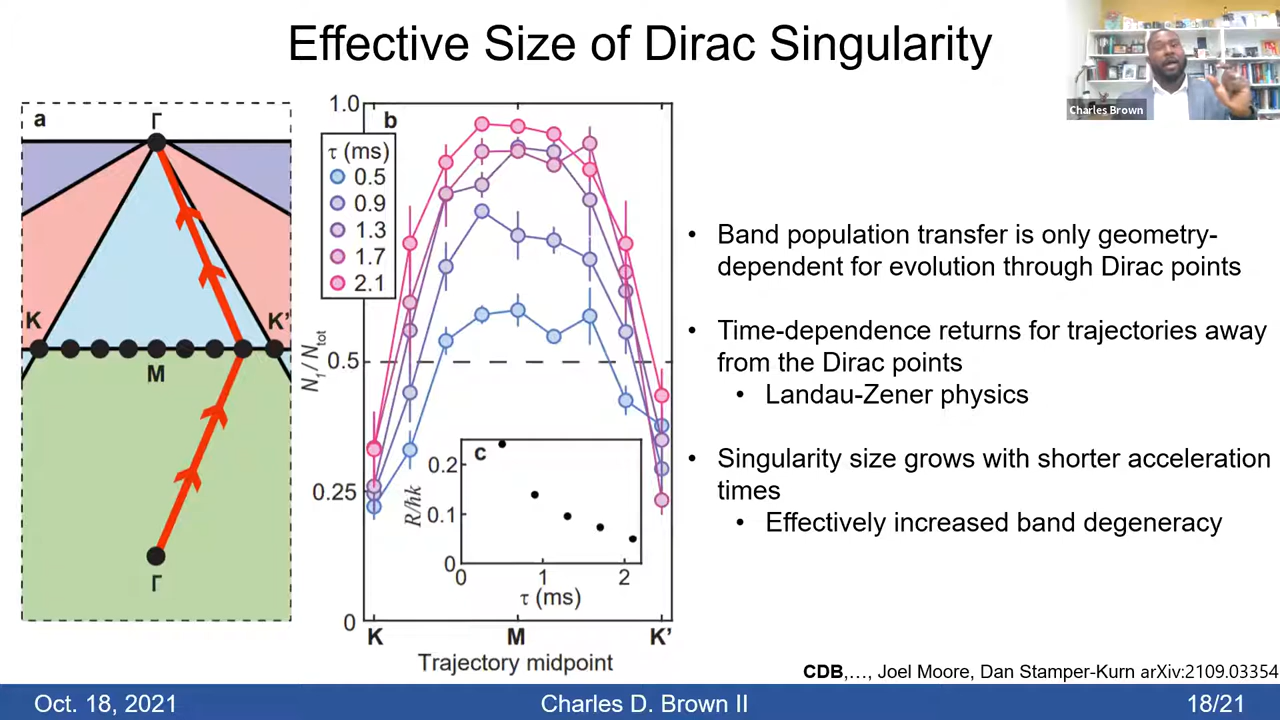 Effective Size of Dirac Singularity
Charles Brown
a
Γ
K
K'
M
Γ
b
1.0
0.5
0.25
0
N1 / Ntot
τ (ms)
0.5
0.9
1.3
1.7
2.1
c
0.2
0.1
0
R/ħk
0
1
2
τ (ms)
K
M
K'
Trajectory midpoint
• Band population transfer is only geometry-
dependent for evolution through Dirac points
• Time-dependence returns for trajectories away
from the Dirac points
• Landau-Zener physics
• Singularity size grows with shorter acceleration
times
• Effectively increased band degeneracy
CDB,…, Joel Moore, Dan Stamper-Kurn arXiv:2109.03354
Oct. 18, 2021
Charles D. Brown II
18/21